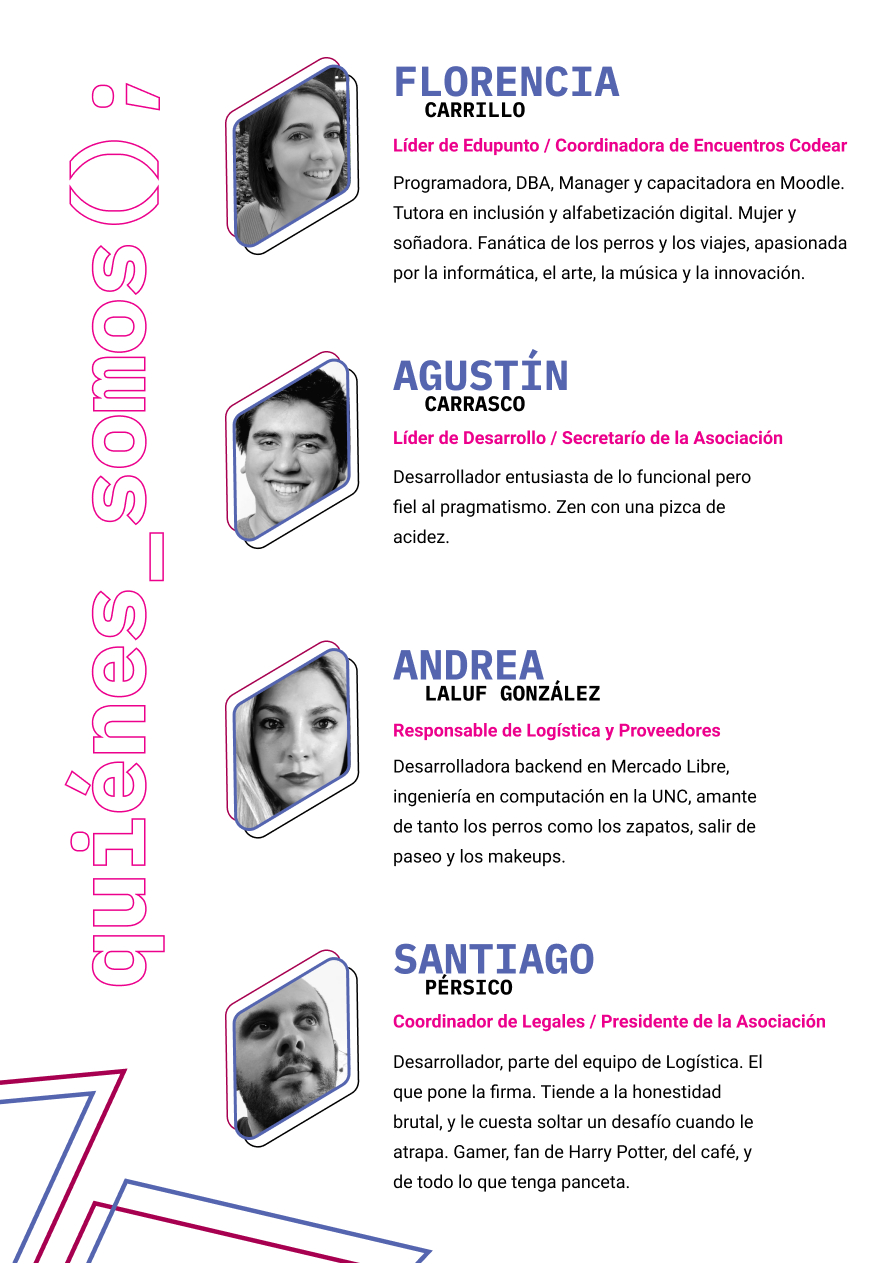 quiénes_somos();
FLORENCIA
CARRILLO
Líder de Edupunto / Coordinadora de Encuentros Codear
Programadora, DBA, Manager y capacitadora en Moodle.
Tutora en inclusión y alfabetización digital. Mujer y
soñadora. Fanática de los perros y los viajes, apasionada
por la informática, el arte, la música y la innovación.
AGUSTÍN
CARRASCO
Líder de Desarrollo / Secretarío de la Asociación
Desarrollador entusiasta de lo funcional pero
fiel al pragmatismo. Zen con una pizca de
acidez.
ANDREA
LALUF GONZÁLEZ
Responsable de Logística y Proveedores
Desarrolladora backend en Mercado Libre,
ingeniería en computación en la UNC, amante
de tanto los perros como los zapatos, salir de
paseo y los makeups.
SANTIAGO
PÉRSICO
Coordinador de Legales / Presidente de la Asociación
Desarrollador, parte del equipo de Logística. El
que pone la firma. Tiende a la honestidad
brutal, y le cuesta soltar un desafío cuando le
atrapa. Gamer, fan de Harry Potter, del café, y
de todo lo que tenga panceta.